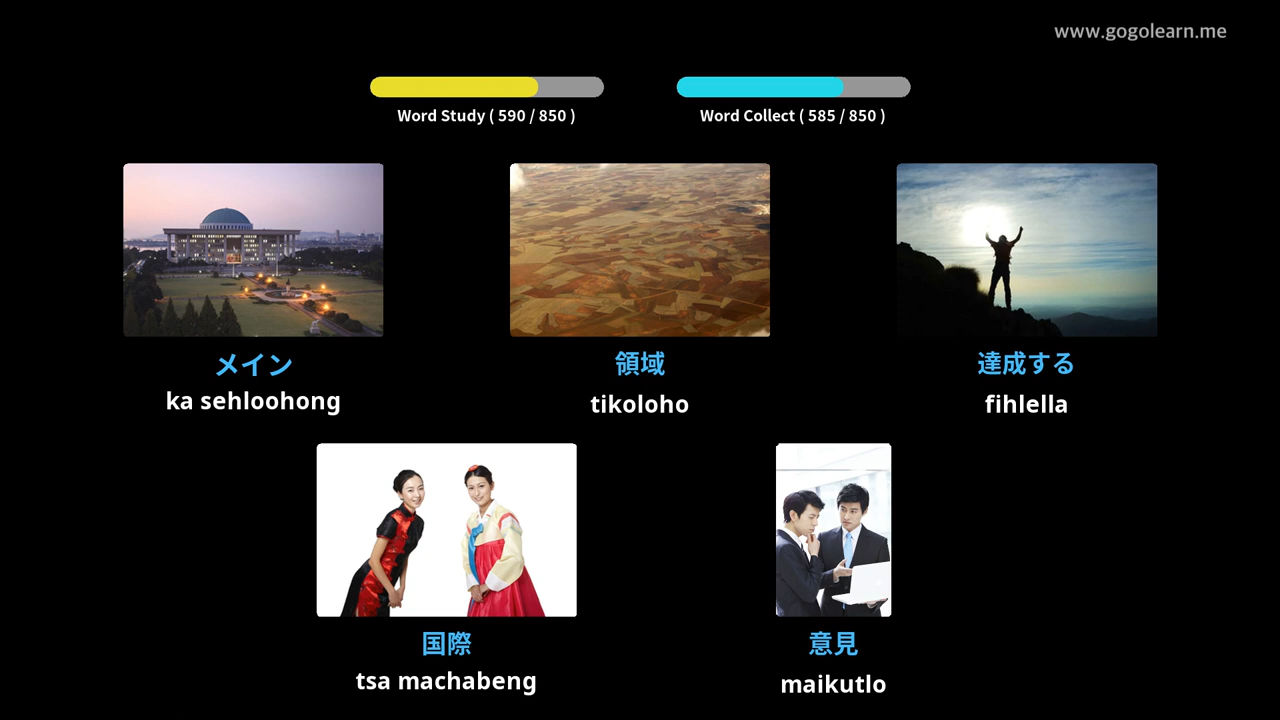 www.gogolearn.me
Word Study ( 590 / 850 )
Word Collect ( 585 / 850 )
メイン
ka sehloohong
領域
tikoloho
達成する
fihlella
国際
tsa machabeng
意見
maikutlo